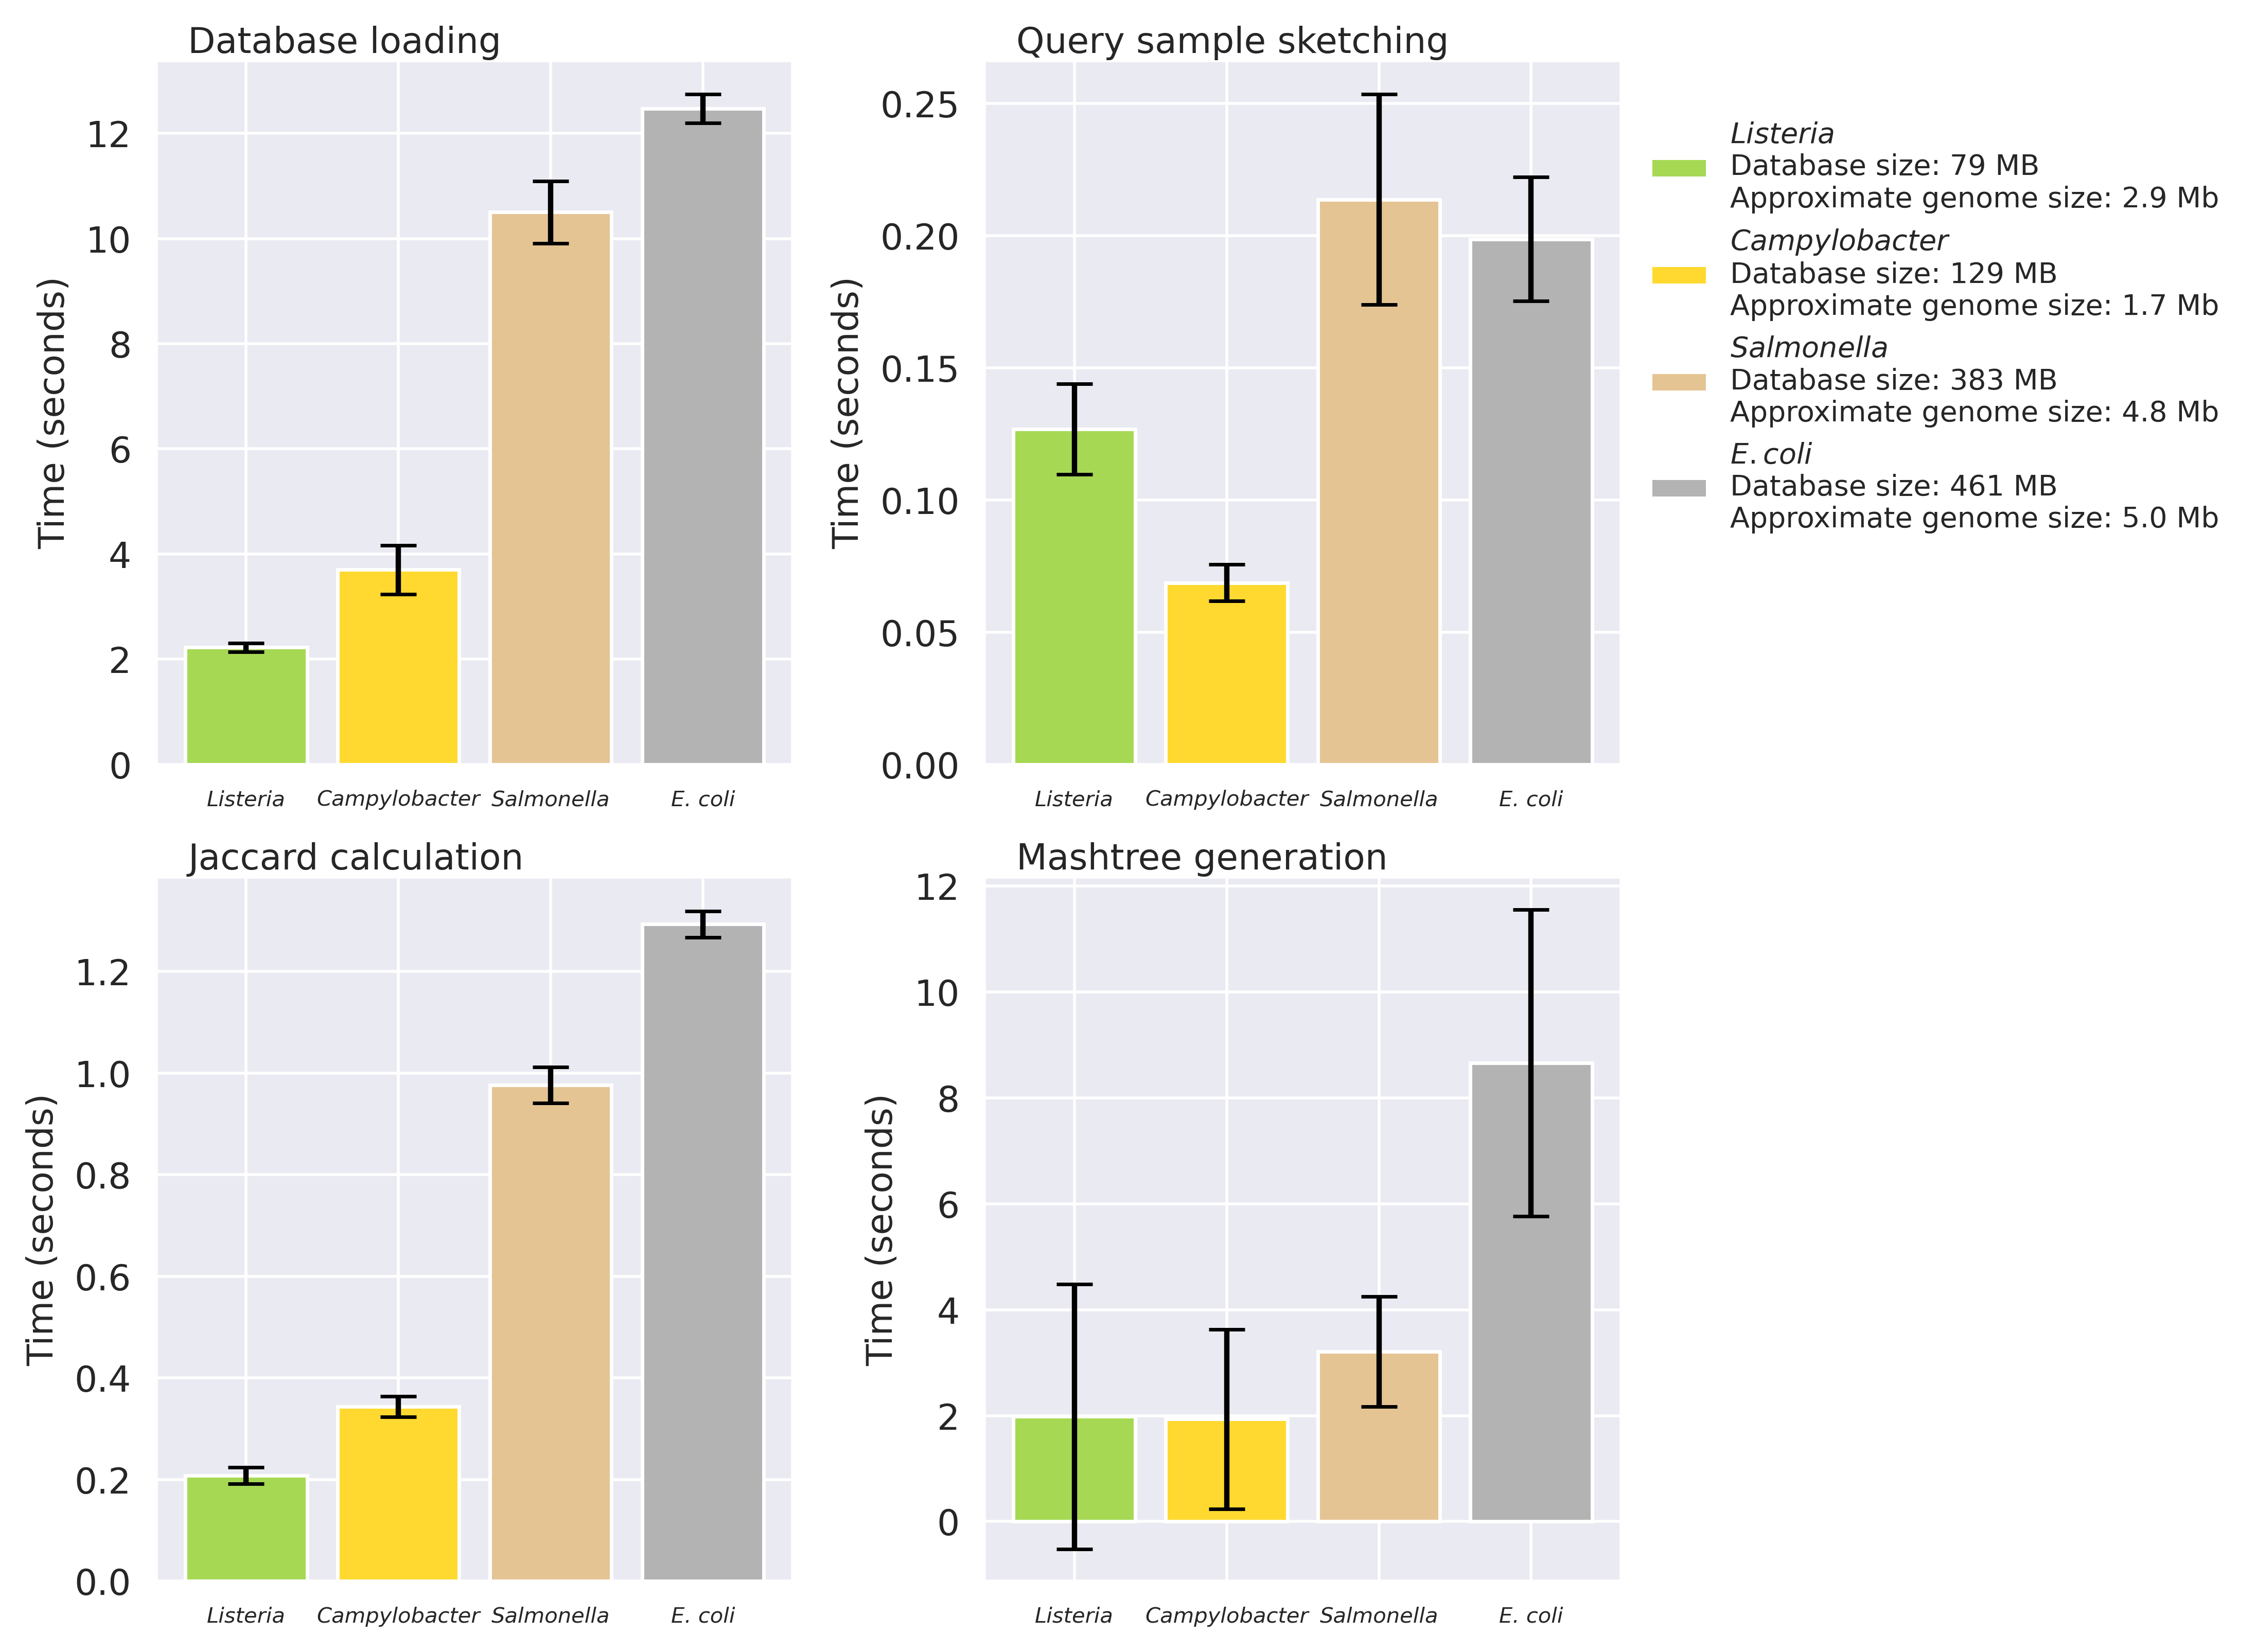 Database loading
Time (seconds)
12
10
8
6
4
2
0
Listeria Campylobacter Salmonella E. coli
Query sample sketching
Time (seconds)
0.25
0.20
0.15
0.10
0.05
0.00
Listeria Campylobacter Salmonella E. coli
Listeria
Database size: 79 MB
Approximate genome size: 2.9 Mb
Campylobacter
Database size: 129 MB
Approximate genome size: 1.7 Mb
Salmonella
Database size: 383 MB
Approximate genome size: 4.8 Mb
E. coli
Database size: 461 MB
Approximate genome size: 5.0 Mb
Jaccard calculation
Time (seconds)
1.2
1.0
0.8
0.6
0.4
0.2
0.0
Listeria Campylobacter Salmonella E. coli
Mashtree generation
Time (seconds)
12
10
8
6
4
2
0
Listeria Campylobacter Salmonella E. coli